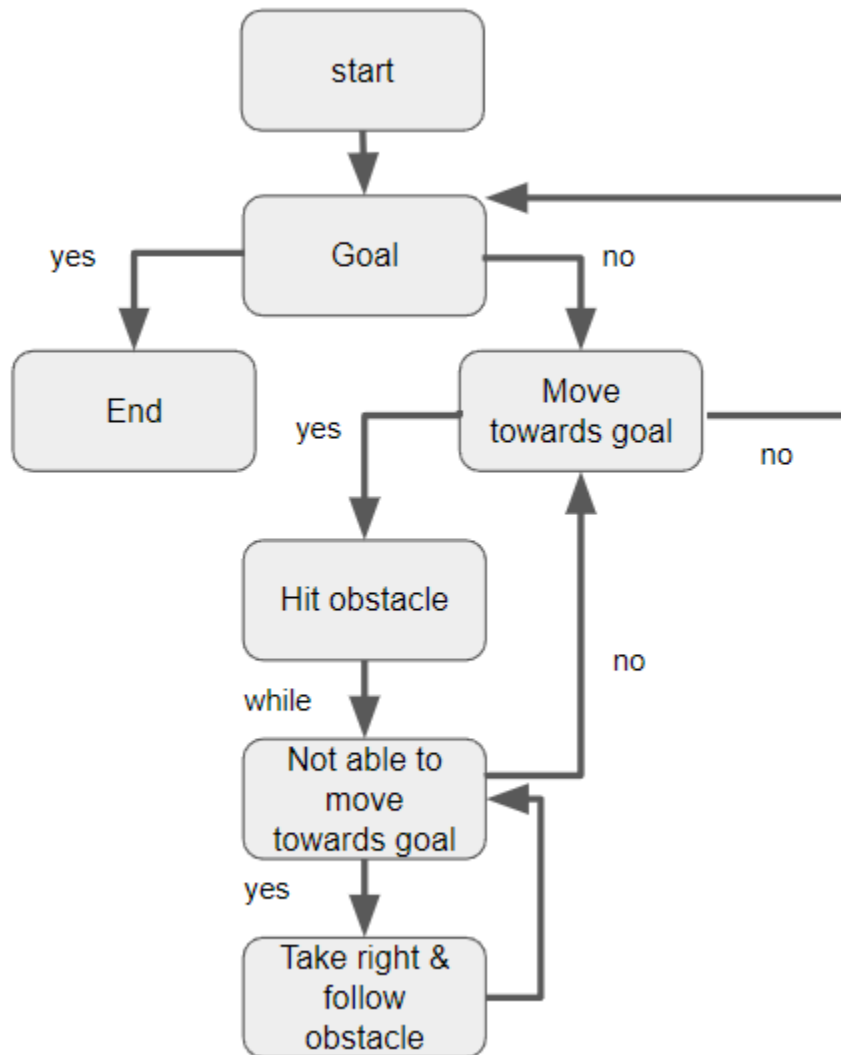 start
Goal
yes
no
End
Move
towards goal
yes
no
Hit obstacle
no
while
Not able to
move
towards goal
yes
Take right &
follow
obstacle